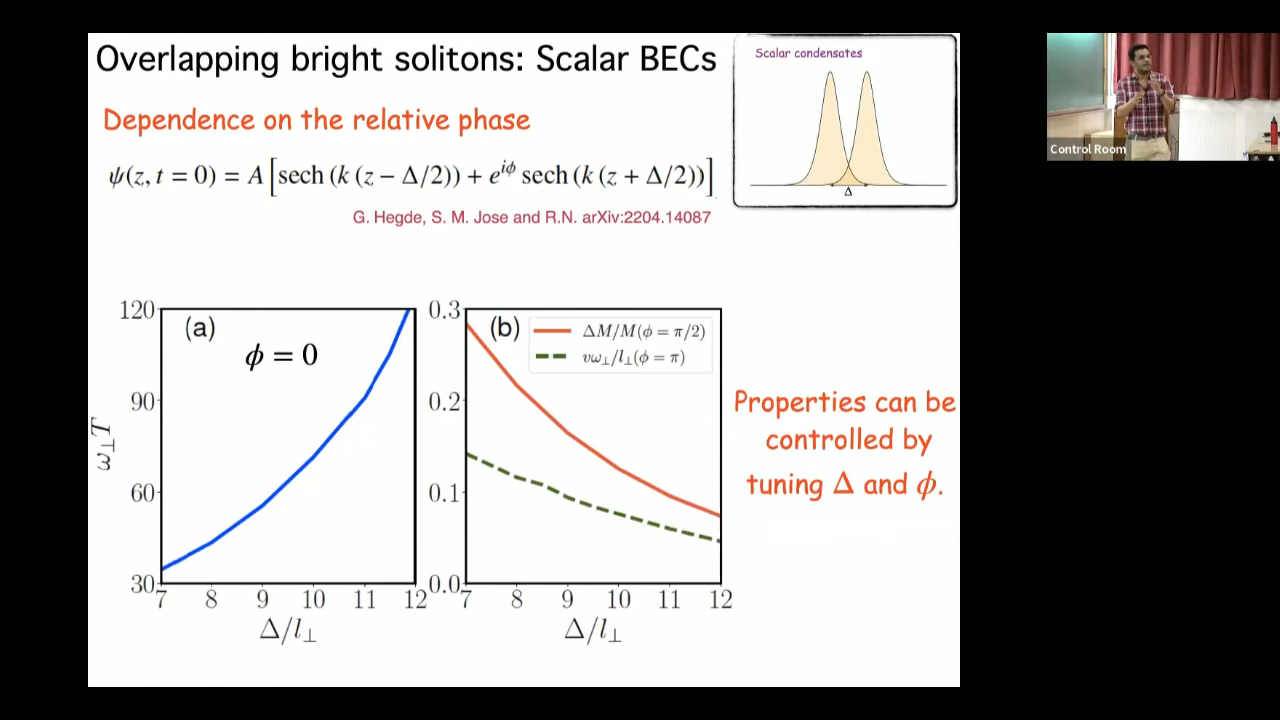 Overlapping bright solitons: Scalar BECs
Dependence on the relative phase
ψ(z, t = 0) = A [sech (k (z − Δ/2)) + e^{iϕ} sech (k (z + Δ/2))]
G. Hegde, S. M. Jose and R.N. arXiv:2204.14087
Scalar condensates
Δ
Control Room
(a)
ϕ = 0
120
90
60
30
ω⊥T
7 8 9 10 11 12
Δ/l⊥
(b)
ΔM/M(ϕ = π/2)
vω⊥/l⊥(ϕ = π)
0.3
0.2
0.1
0.0
7 8 9 10 11 12
Δ/l⊥
Properties can be
controlled by
tuning Δ and ϕ.